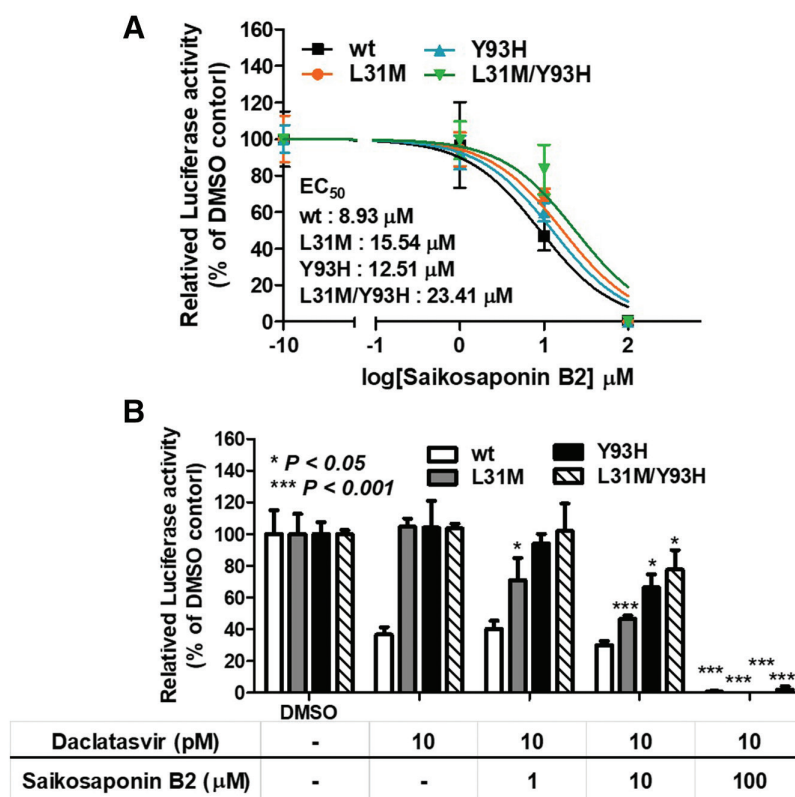 A
Relatived Luciferase activity
(% of DMSO contorl)
160
140
120
100
80
60
40
20
0
wt
L31M
Y93H
L31M/Y93H
EC50
wt : 8.93 μM
L31M : 15.54 μM
Y93H : 12.51 μM
L31M/Y93H : 23.41 μM
-10 -1 0 1 2
log[Saikosaponin B2] μM
B
Relatived Luciferase activity
(% of DMSO contorl)
160
140
120
100
80
60
40
20
0
* P < 0.05
*** P < 0.001
wt
L31M
Y93H
L31M/Y93H
*
***
*
*
***
***
***
***
DMSO
Daclatasvir (pM) - 10 10 10 10
Saikosaponin B2 (μM) - - 1 10 100